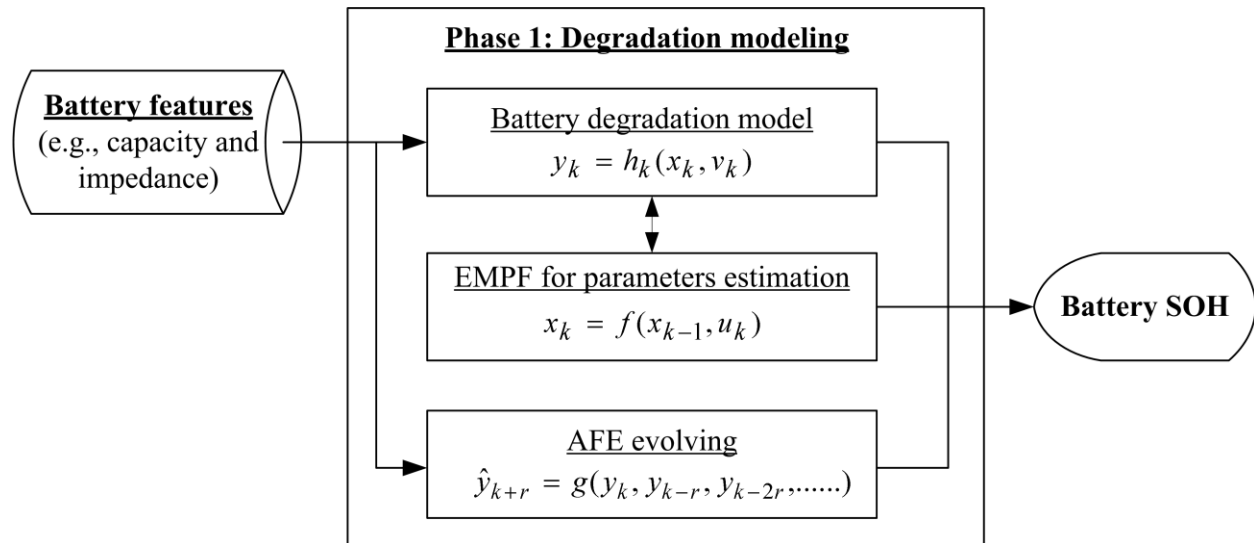 Phase 1: Degradation modeling
Battery features
(e.g., capacity and
impedance)
Battery degradation model
y_k = h_k(x_k, v_k)
EMPF for parameters estimation
x_k = f(x_{k-1}, u_k)
Battery SOH
AFE evolving
ŷ_{k+r} = g(y_k, y_{k-r}, y_{k-2r},......)